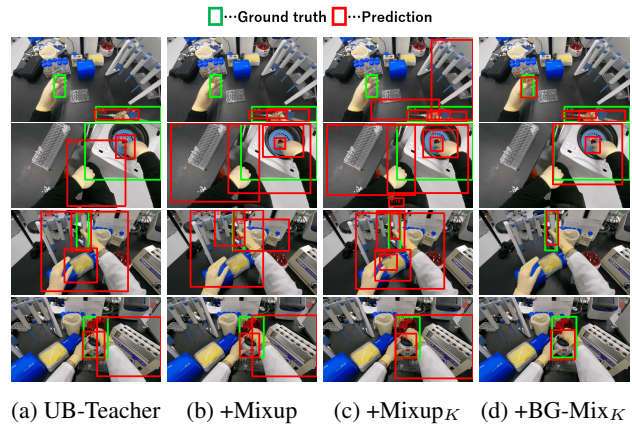 …Ground truth …Prediction
(a) UB-Teacher (b) +Mixup (c) +Mixup_K (d) +BG-Mix_K